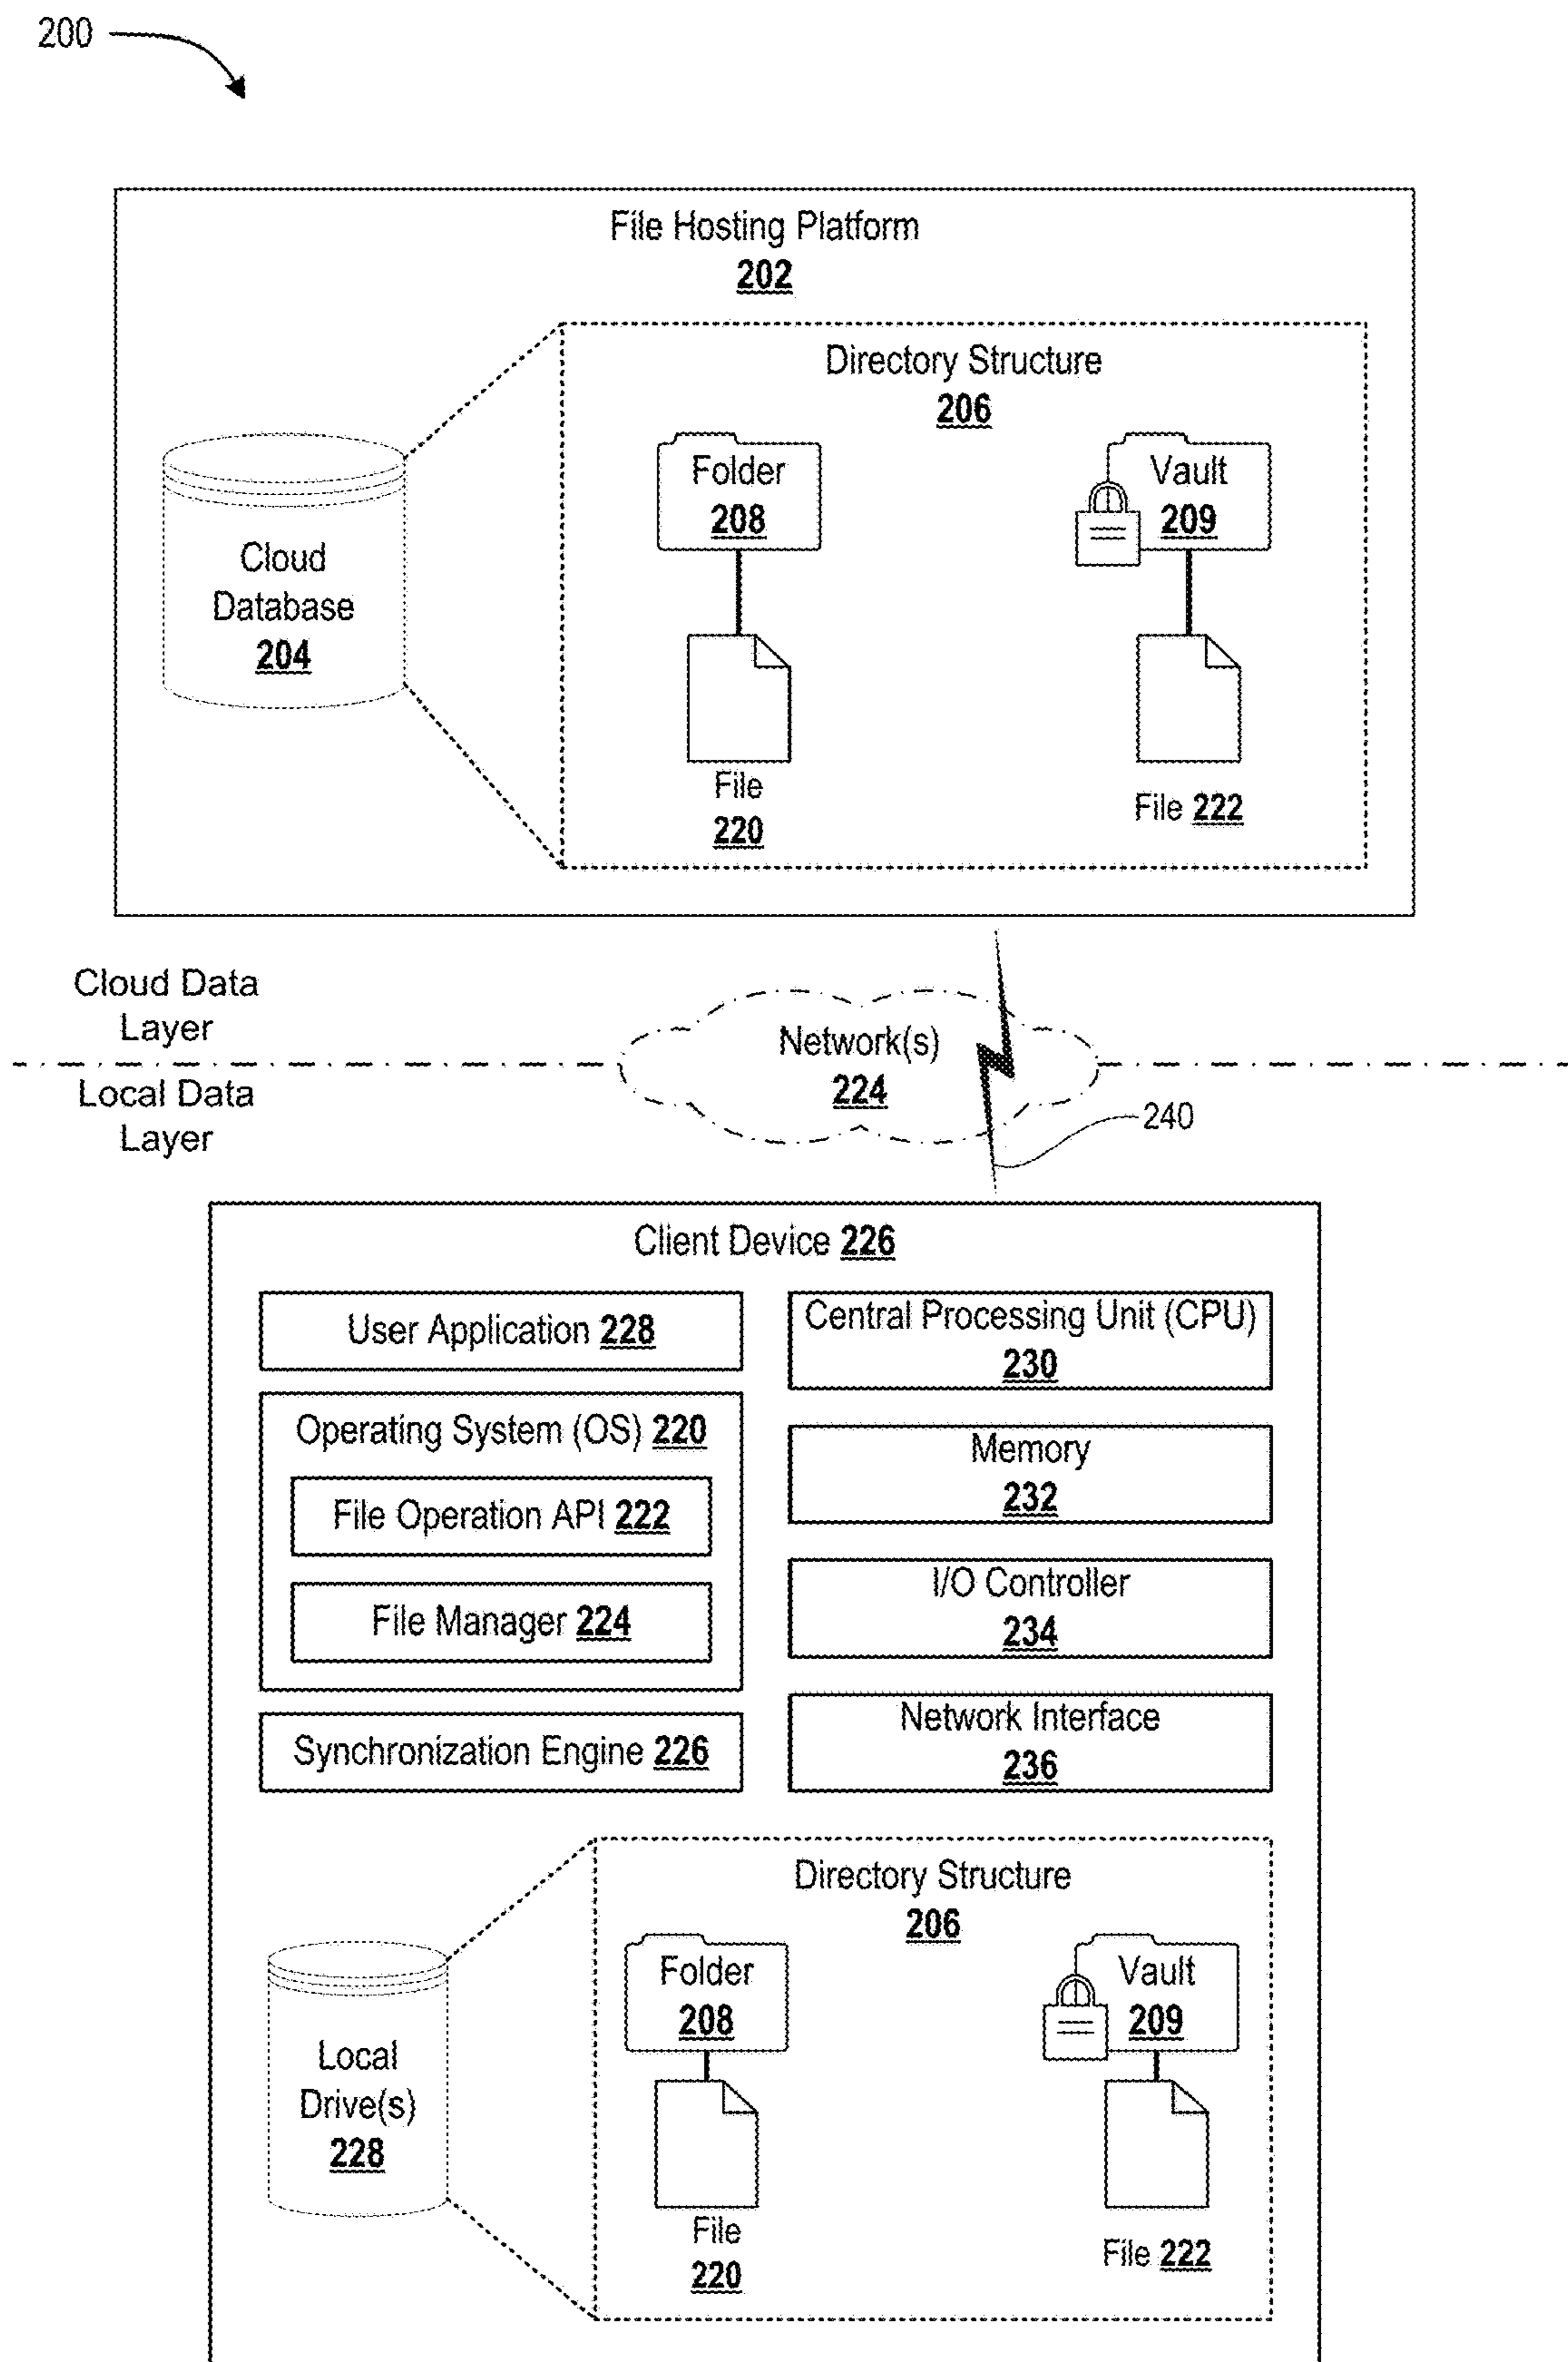 200
File Hosting Platform
202
Directory Structure
206
Folder
208
Vault
209
Cloud
Database
204
File
220
File 222
Cloud Data
Layer
Network(s)
224
Local Data
Layer
240
Client Device 226
User Application 228
Central Processing Unit (CPU)
230
Operating System (OS) 220
File Operation API 222
File Manager 224
Memory
232
I/O Controller
234
Synchronization Engine 226
Network Interface
236
Directory Structure
206
Folder
208
Vault
209
Local
Drive(s)
228
File
220
File 222